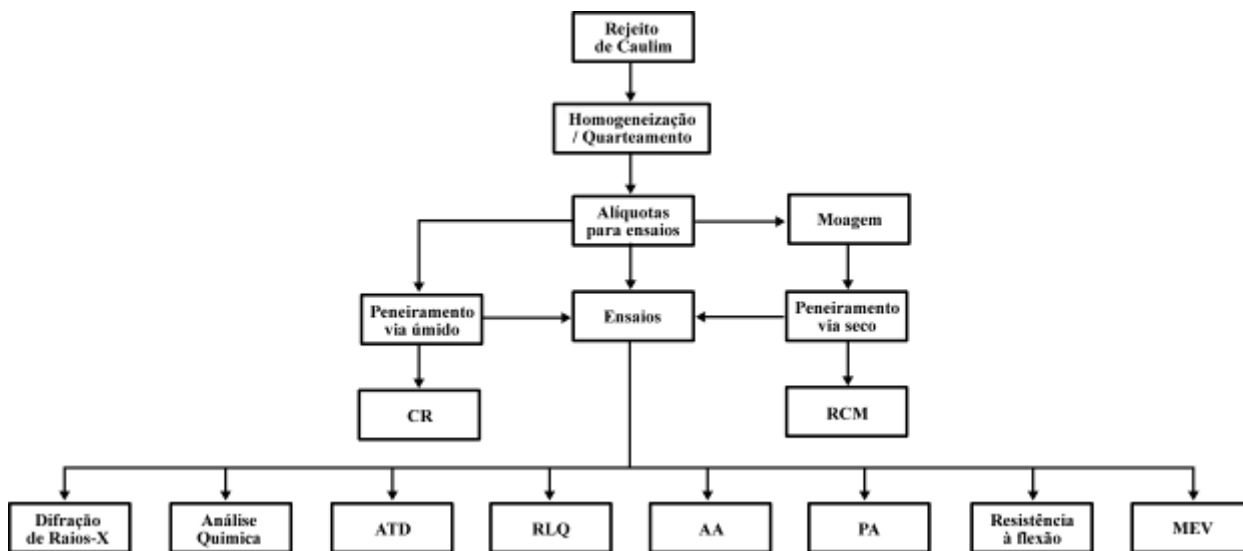 Rejeito
de Caulim
Homogeneização
/ Quarteamento
Alíquotas
para ensaios
Moagem
Peneiramento
via úmido
Ensaios
Peneiramento
via seco
CR
RCM
Difração
de Raios-X
Análise
Quimica
ATD
RLQ
AA
PA
Resistência
à flexão
MEV